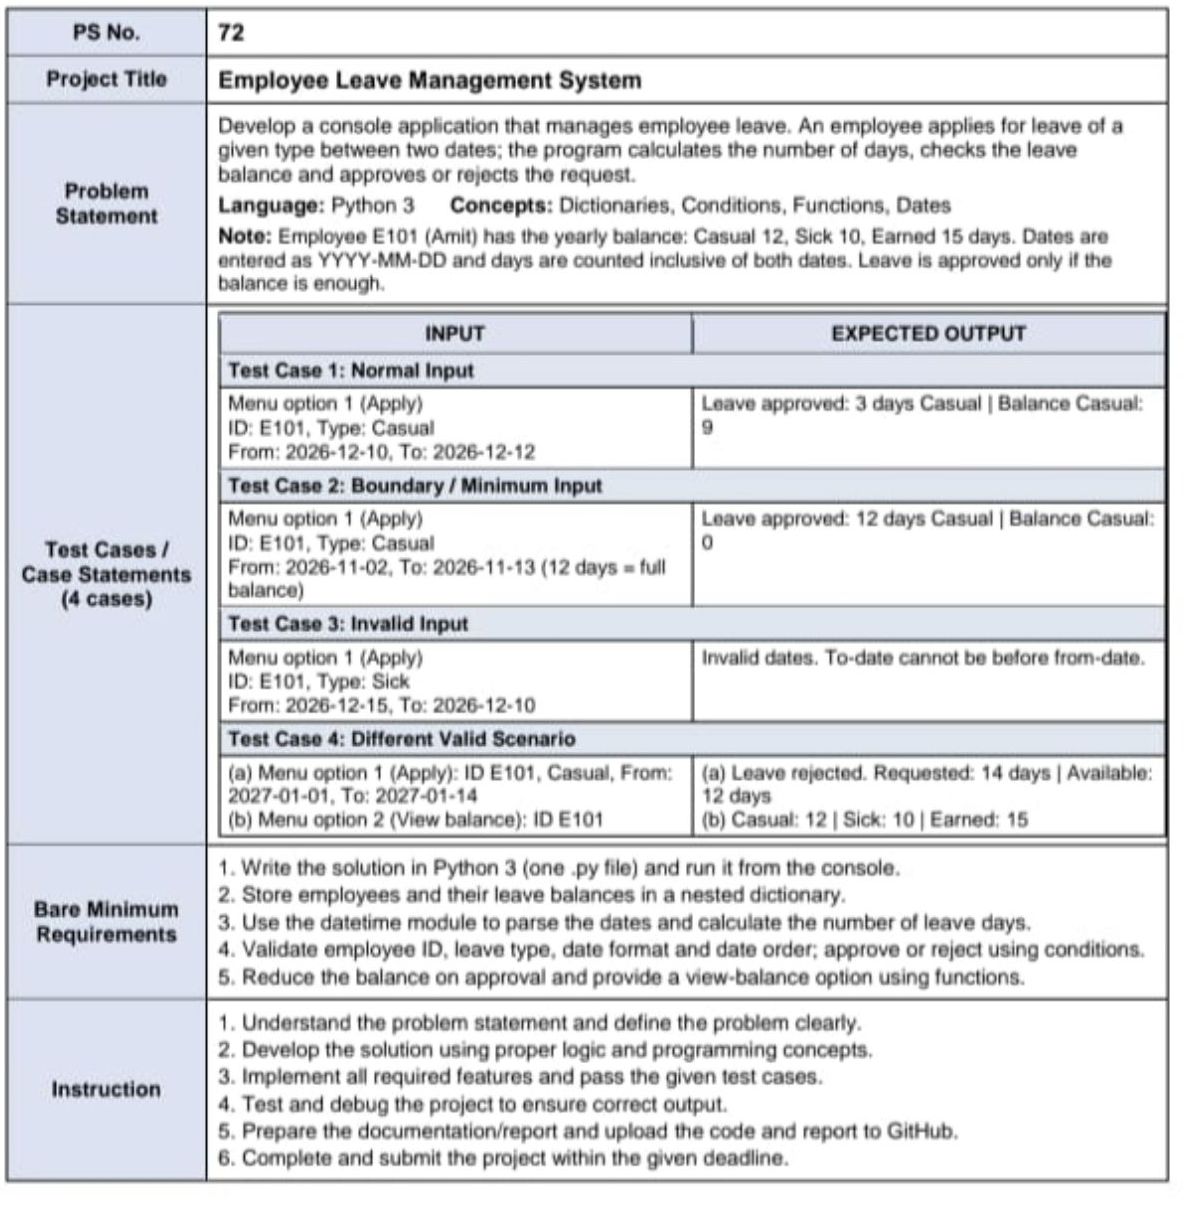 PS No.
72
Project Title
Employee Leave Management System
Problem
Statement
Develop a console application that manages employee leave. An employee applies for leave of a
given type between two dates; the program calculates the number of days, checks the leave
balance and approves or rejects the request.
Language: Python 3 Concepts: Dictionaries, Conditions, Functions, Dates
Note: Employee E101 (Amit) has the yearly balance: Casual 12, Sick 10, Earned 15 days. Dates are
entered as YYYY-MM-DD and days are counted inclusive of both dates. Leave is approved only if the
balance is enough.
Test Cases /
Case Statements
(4 cases)
INPUT
EXPECTED OUTPUT
Test Case 1: Normal Input
Menu option 1 (Apply)
ID: E101, Type: Casual
From: 2026-12-10, To: 2026-12-12
Leave approved: 3 days Casual | Balance Casual:
9
Test Case 2: Boundary / Minimum Input
Menu option 1 (Apply)
ID: E101, Type: Casual
From: 2026-11-02, To: 2026-11-13 (12 days = full
balance)
Leave approved: 12 days Casual | Balance Casual:
0
Test Case 3: Invalid Input
Menu option 1 (Apply)
ID: E101, Type: Sick
From: 2026-12-15, To: 2026-12-10
Invalid dates. To-date cannot be before from-date.
Test Case 4: Different Valid Scenario
(a) Menu option 1 (Apply): ID E101, Casual, From:
2027-01-01, To: 2027-01-14
(b) Menu option 2 (View balance): ID E101
(a) Leave rejected. Requested: 14 days | Available:
12 days
(b) Casual: 12 | Sick: 10 | Earned: 15
Bare Minimum
Requirements
1. Write the solution in Python 3 (one .py file) and run it from the console.
2. Store employees and their leave balances in a nested dictionary.
3. Use the datetime module to parse the dates and calculate the number of leave days.
4. Validate employee ID, leave type, date format and date order; approve or reject using conditions.
5. Reduce the balance on approval and provide a view-balance option using functions.
Instruction
1. Understand the problem statement and define the problem clearly.
2. Develop the solution using proper logic and programming concepts.
3. Implement all required features and pass the given test cases.
4. Test and debug the project to ensure correct output.
5. Prepare the documentation/report and upload the code and report to GitHub.
6. Complete and submit the project within the given deadline.